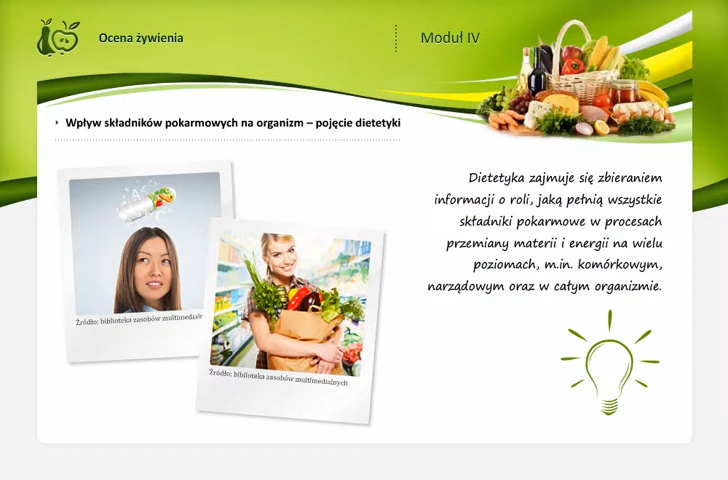 Ocena żywienia
Moduł IV
Wpływ składników pokarmowych na organizm – pojęcie dietetyki
Dietetyka zajmuje się zbieraniem
informacji o roli, jaką pełnią wszystkie
składniki pokarmowe w procesach
przemiany materii i energii na wielu
poziomach, m.in. komórkowym,
narządowym oraz w całym organizmie.
A
Źródło: biblioteka zasobów multimedialn
Źródło: biblioteka zasobów multimedialnych